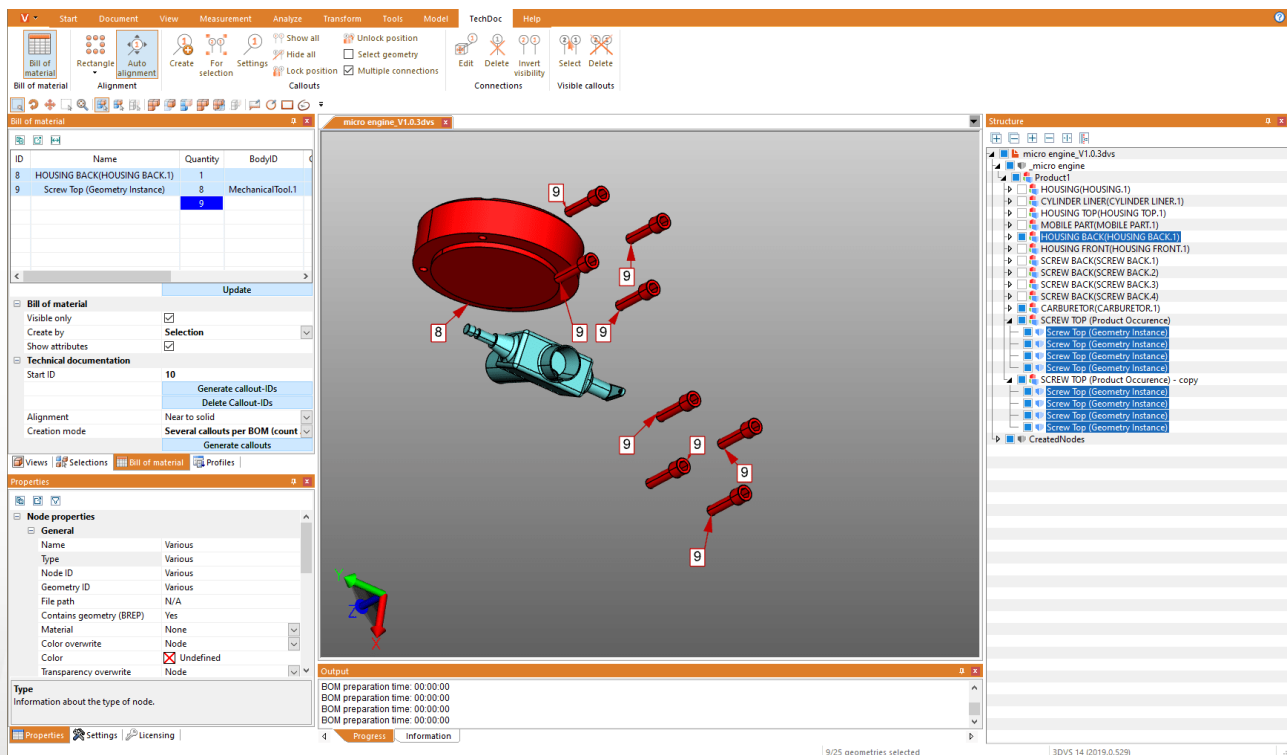 V Start Document View Measurement Analyze Transform Tools Model TechDoc Help
Bill of material
Rectangle
Auto alignment
Create
For selection
Settings
Show all
Hide all
Lock position
Unlock position
Select geometry
Multiple connections
Edit
Delete
Invert visibility
Select
Delete
Bill of material Alignment Callouts Connections Visible callouts
Bill of material
ID Name Quantity BodyID
8 HOUSING BACK(HOUSING BACK.1) 1
9 Screw Top (Geometry Instance) 8 MechanicalTool.1
9
Update
Bill of material
Visible only
Create by Selection
Show attributes
Technical documentation
Start ID 10
Generate callout-IDs
Delete Callout-IDs
Alignment Near to solid
Creation mode Several callouts per BOM (count
Generate callouts
Views Selections Bill of material Profiles
Properties
Node properties
General
Name Various
Type Various
Node ID Various
Geometry ID Various
File path N/A
Contains geometry (BREP) Yes
Material None
Color overwrite Node
Color Undefined
Transparency overwrite Node
Type
Information about the type of node.
Properties Settings Licensing
micro engine_V1.0.3dvs
9
9
9
8
9
9
9
9
9
9
Y
Z
X
Output
BOM preparation time: 00:00:00
BOM preparation time: 00:00:00
BOM preparation time: 00:00:00
BOM preparation time: 00:00:00
Progress Information
Structure
micro engine_V1.0.3dvs
_micro engine
Product1
HOUSING(HOUSING.1)
CYLINDER LINER(CYLINDER LINER.1)
HOUSING TOP(HOUSING TOP.1)
MOBILE PART(MOBILE PART.1)
HOUSING BACK(HOUSING BACK.1)
HOUSING FRONT(HOUSING FRONT.1)
SCREW BACK(SCREW BACK.1)
SCREW BACK(SCREW BACK.2)
SCREW BACK(SCREW BACK.3)
SCREW BACK(SCREW BACK.4)
CARBURETOR(CARBURETOR.1)
SCREW TOP (Product Occurence)
Screw Top (Geometry Instance)
Screw Top (Geometry Instance)
Screw Top (Geometry Instance)
Screw Top (Geometry Instance)
SCREW TOP (Product Occurence) - copy
Screw Top (Geometry Instance)
Screw Top (Geometry Instance)
Screw Top (Geometry Instance)
Screw Top (Geometry Instance)
CreatedNodes
9/25 geometries selected
3DVS 14 (2019.0.529)